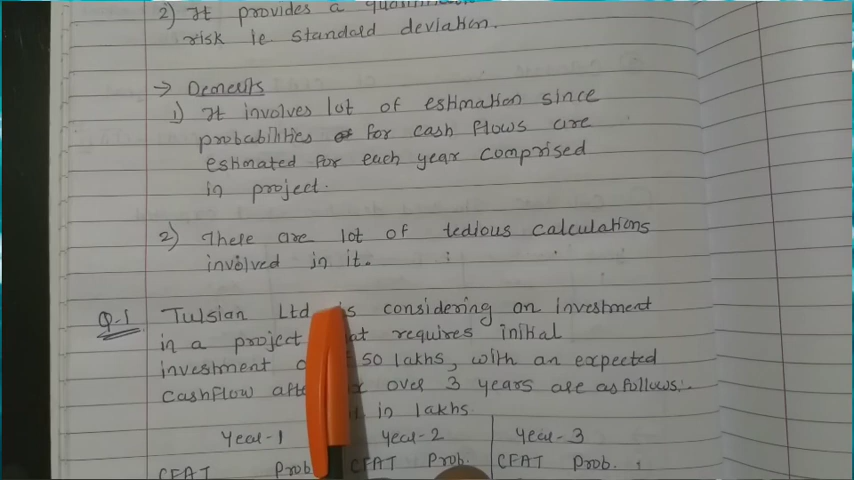 2) It provides a
risk ie. standard deviation.
→ Demerits
1) It involves lot of estimation since
probabilities for cash flows are
estimated for each year comprised
in project.
2) There are lot of tedious calculations
involved in it.
Q.1 Tulsian Ltd is considering an investment
in a project requires initial
investment 50 lakhs, with an expected
cashflow over 3 years are as follows:
in lakhs
Year-1 Year-2 Year-3
CFAT Prob. CFAT Prob. CFAT Prob.